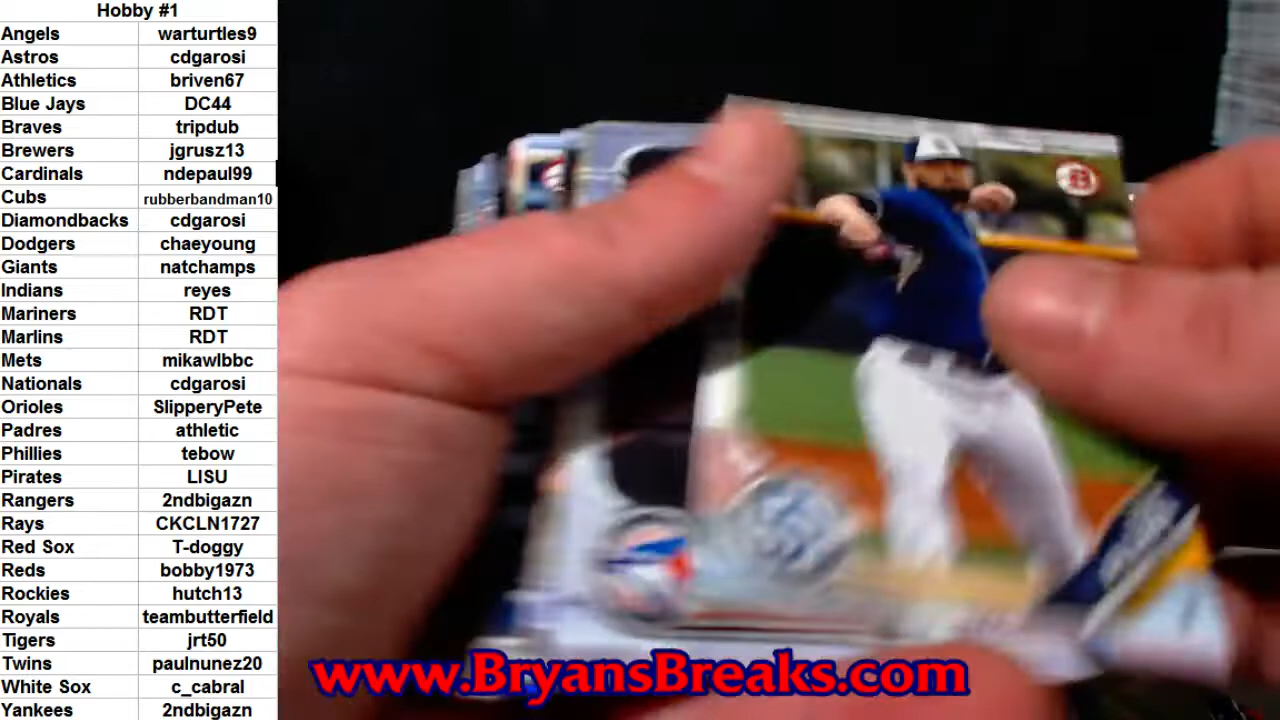 Hobby #1
Angels warturtles9
Astros cdgarosi
Athletics briven67
Blue Jays DC44
Braves tripdub
Brewers jgrusz13
Cardinals ndepaul99
Cubs rubberbandman10
Diamondbacks cdgarosi
Dodgers chaeyoung
Giants natchamps
Indians reyes
Mariners RDT
Marlins RDT
Mets mikawlbbc
Nationals cdgarosi
Orioles SlipperyPete
Padres athletic
Phillies tebow
Pirates LISU
Rangers 2ndbigazn
Rays CKCLN1727
Red Sox T-doggy
Reds bobby1973
Rockies hutch13
Royals teambutterfield
Tigers jrt50
Twins paulnunez20
White Sox c_cabral
Yankees 2ndbigazn
www.BryansBreaks.com